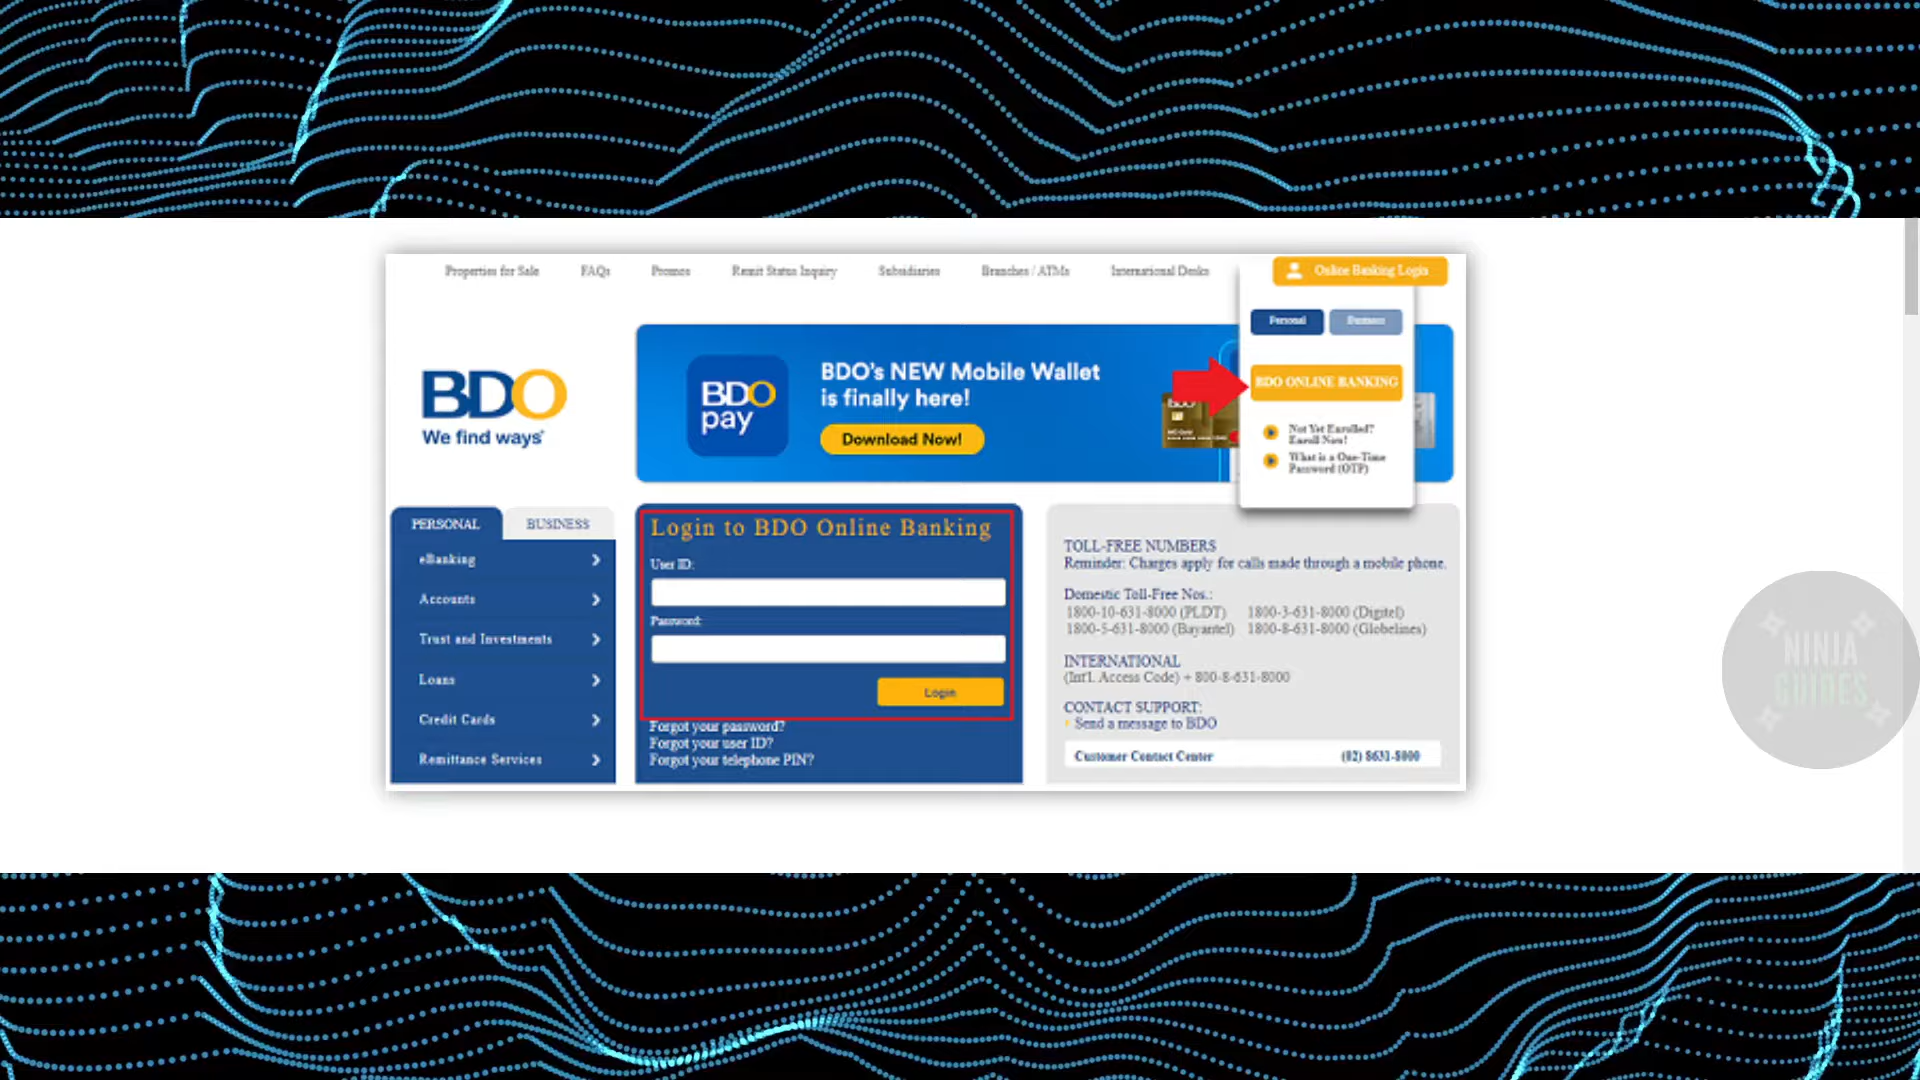 Properties for Sale
FAQs
Promos
Remit Status Inquiry
Subsidiaries
Branches / ATMs
International Desks
Online Banking Login
Personal
Business
BDO ONLINE BANKING
Not Yet Enrolled?
Enroll Now!
What is a One-Time
Password (OTP)
BDO
We find ways
BDO
pay
BDO's NEW Mobile Wallet
is finally here!
Download Now!
PERSONAL
BUSINESS
eBanking
Accounts
Trust and Investments
Loans
Credit Cards
Remittance Services
Login to BDO Online Banking
User ID:
Password:
Login
Forgot your password?
Forgot your user ID?
Forgot your telephone PIN?
TOLL-FREE NUMBERS
Reminder: Charges apply for calls made through a mobile phone.
Domestic Toll-Free Nos.:
1800-10-631-8000 (PLDT) 1800-3-631-8000 (Digitel)
1800-5-631-8000 (Bayantel) 1800-8-631-8000 (Globelines)
INTERNATIONAL
(Int'l. Access Code) + 800-8-631-8000
CONTACT SUPPORT:
Send a message to BDO
Customer Contact Center (02) 8631-8000
NINJA
GUIDES